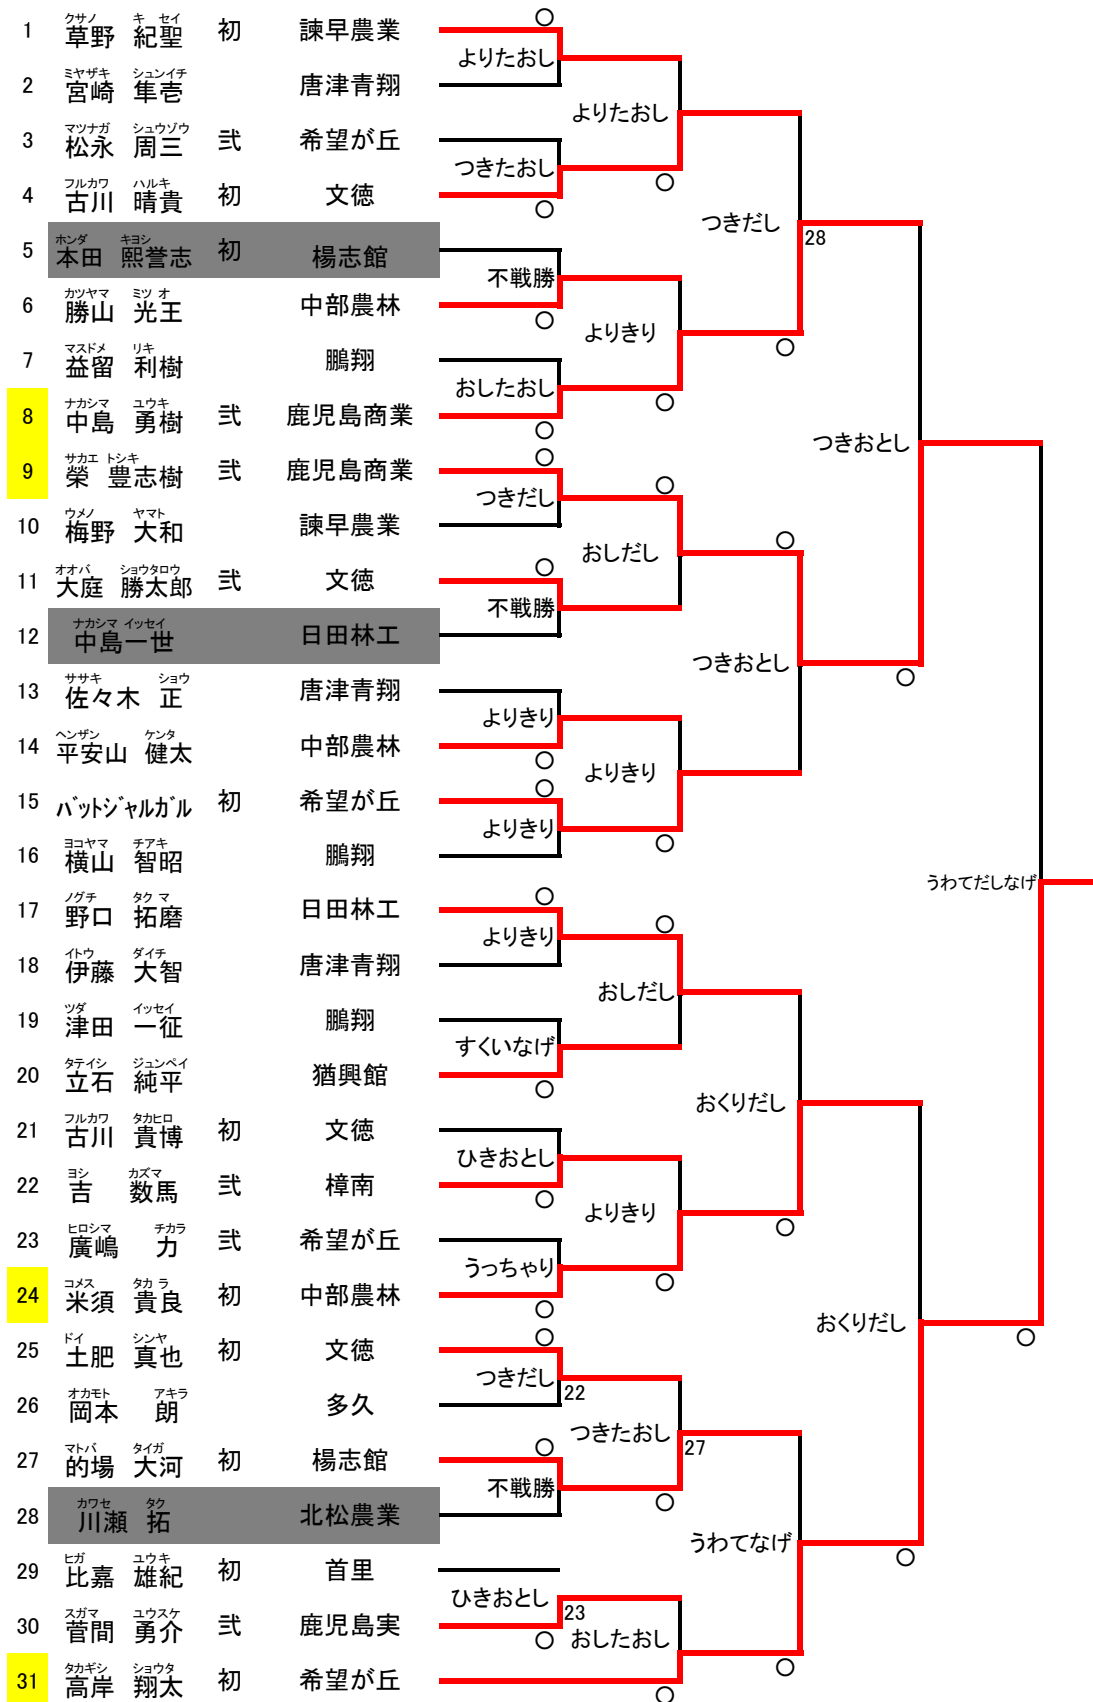 1 草野 紀聖 クサノ キ セイ 初 諫早農業
よりたおし
2 宮崎 隼壱 ミヤザキ シュンイチ 唐津青翔
よりたおし
3 松永 周三 マツナガ シュウゾウ 弐 希望が丘
つきたおし
4 古川 晴貴 フルカワ ハルキ 初 文徳
つきだし
28
5 本田 熙誉志 ホンダ キヨシ 初 楊志館
不戦勝
6 勝山 光王 カツヤマ ミツ オ 中部農林
よりきり
7 益留 利樹 マスドメ リキ 鵬翔
おしたおし
8 中島 勇樹 ナカシマ ユウキ 弐 鹿児島商業
つきおとし
9 榮 豊志樹 サカエ トシキ 弐 鹿児島商業
つきだし
10 梅野 大和 ウメノ ヤマト 諫早農業
おしだし
11 大庭 勝太郎 オオバ ショウタロウ 弐 文徳
不戦勝
12 中島一世 ナカシマ イッセイ 日田林工
つきおとし
13 佐々木 正 ササキ ショウ 唐津青翔
よりきり
14 平安山 健太 ヘンザン ケンタ 中部農林
よりきり
15 バットジャルガル 初 希望が丘
よりきり
16 横山 智昭 ヨコヤマ チアキ 鵬翔
うわてだしなげ
17 野口 拓磨 ノグチ タク マ 日田林工
よりきり
18 伊藤 大智 イトウ ダイチ 唐津青翔
おしだし
19 津田 一征 ツダ イッセイ 鵬翔
すくいなげ
20 立石 純平 タテイシ ジュンペイ 猶興館
おくりだし
21 古川 貴博 フルカワ タカヒロ 初 文徳
ひきおとし
22 吉 数馬 ヨシ カズマ 弐 樟南
よりきり
23 廣嶋 力 ヒロシマ チカラ 弐 希望が丘
うっちゃり
24 米須 貴良 コメス タカ ラ 初 中部農林
おくりだし
25 土肥 真也 ドイ シンヤ 初 文徳
つきだし
22
26 岡本 朗 オカモト アキラ 多久
つきたおし
27
27 的場 大河 マトバ タイガ 初 楊志館
不戦勝
28 川瀬 拓 カワセ タク 北松農業
うわてなげ
29 比嘉 雄紀 ヒガ ユウキ 初 首里
ひきおとし
23
30 菅間 勇介 スガマ ユウスケ 弐 鹿児島実
おしたおし
31 高岸 翔太 タカギシ ショウタ 初 希望が丘